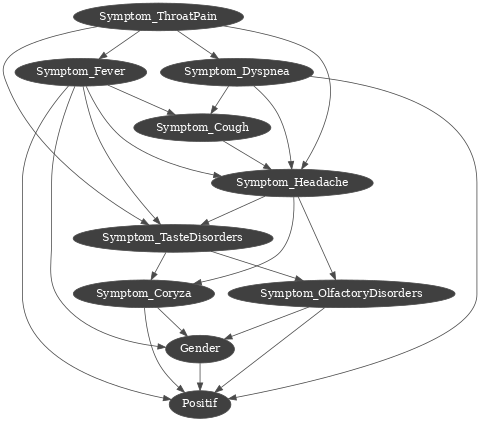 Symptom_ThroatPain
Symptom_Fever
Symptom_Dyspnea
Symptom_Cough
Symptom_Headache
Symptom_TasteDisorders
Symptom_Coryza
Symptom_OlfactoryDisorders
Gender
Positif